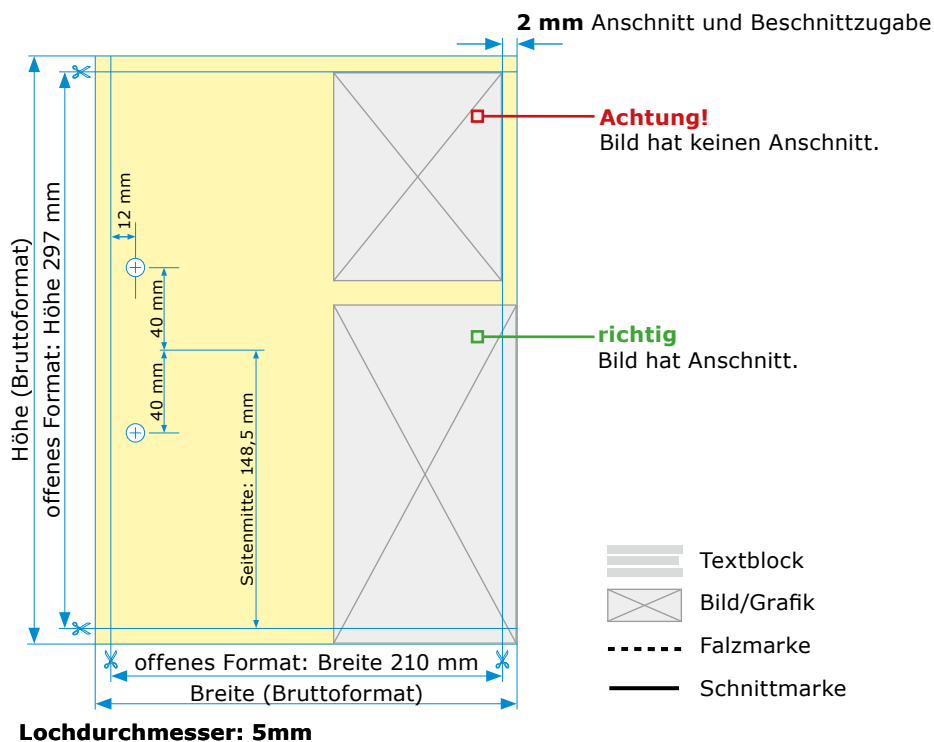 2 mm Anschnitt und Beschnittzugabe
Achtung!
Bild hat keinen Anschnitt.
12 mm
Höhe (Bruttoformat)
offenes Format: Höhe 297 mm
40 mm
40 mm
richtig
Bild hat Anschnitt.
Seitenmitte: 148,5 mm
Textblock
Bild/Grafik
Falzmarke
Schnittmarke
offenes Format: Breite 210 mm
Breite (Bruttoformat)
Lochdurchmesser: 5mm